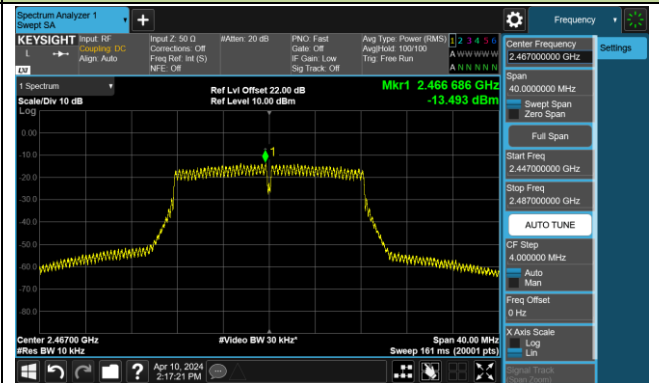 Spectrum Analyzer 1
Swept SA
+
Frequency
KEYSIGHT
L
LXI
Input: RF
Coupling: DC
Align: Auto
Input Z: 50 Ω
Corrections: Off
Freq Ref: Int (S)
NFE: Off
#Atten: 20 dB
PNO: Fast
Gate: Off
IF Gain: Low
Sig Track: Off
Avg Type: Power (RMS)
Avg|Hold: 100/100
Trig: Free Run
1 2 3 4 5 6
A W W W W W
A N N N N N
1 Spectrum
Scale/Div 10 dB
Log
Ref Lvl Offset 22.00 dB
Ref Level 10.00 dBm
Mkr1 2.466 686 GHz
-13.493 dBm
0.00
-10.0
-20.0
-30.0
-40.0
-50.0
-60.0
-70.0
-80.0
1
Center 2.46700 GHz
#Res BW 10 kHz
#Video BW 30 kHz*
Span 40.00 MHz
Sweep 161 ms (20001 pts)
Center Frequency
2.467000000 GHz
Span
40.0000000 MHz
Swept Span
Zero Span
Full Span
Start Freq
2.447000000 GHz
Stop Freq
2.487000000 GHz
AUTO TUNE
CF Step
4.000000 MHz
Auto
Man
Freq Offset
0 Hz
X Axis Scale
Log
Lin
Signal Track
(Span Zoom)
Settings
?
Apr 10, 2024
2:17:21 PM